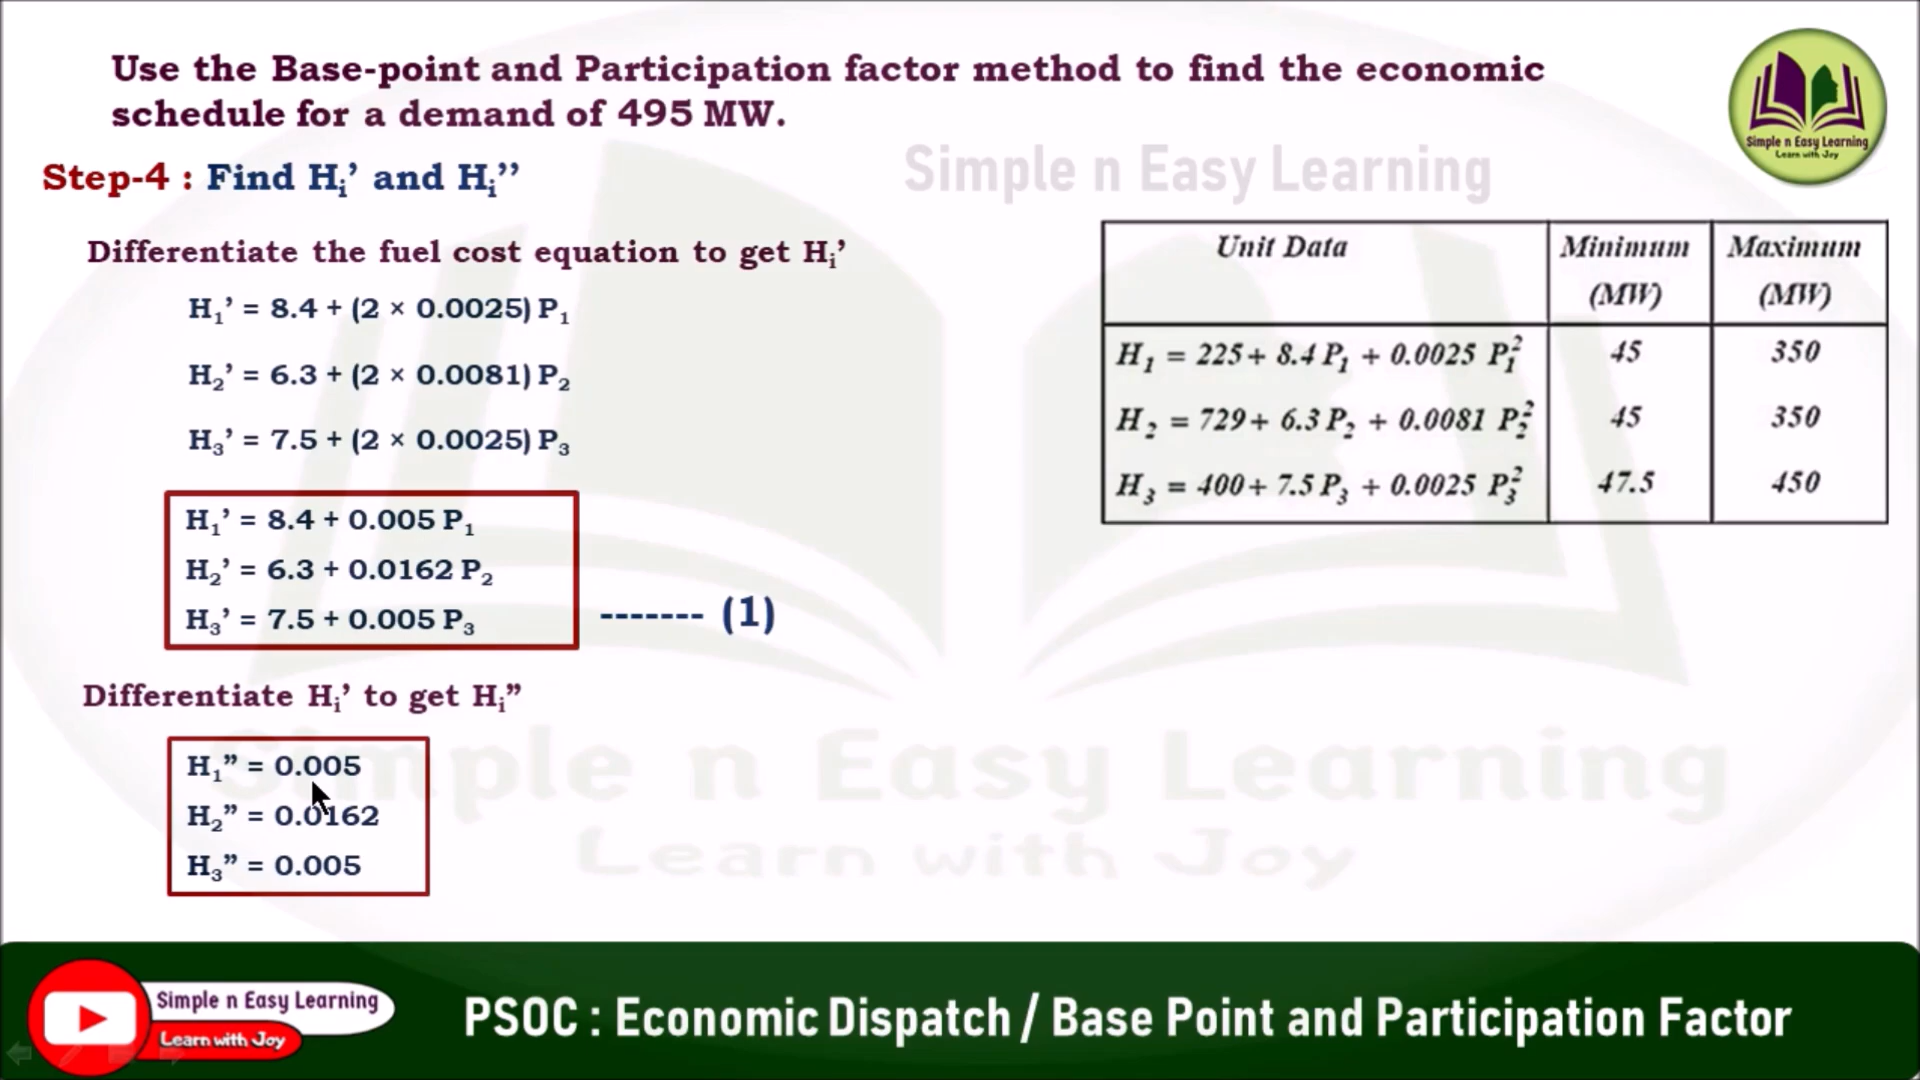 Use the Base-point and Participation factor method to find the economic
schedule for a demand of 495 MW.
Simple n Easy Learning
Learn with Joy
Simple n Easy Learning
Step-4 : Find Hᵢ’ and Hᵢ’’
Differentiate the fuel cost equation to get Hᵢ’
H₁’ = 8.4 + (2 × 0.0025) P₁
H₂’ = 6.3 + (2 × 0.0081) P₂
H₃’ = 7.5 + (2 × 0.0025) P₃
H₁’ = 8.4 + 0.005 P₁
H₂’ = 6.3 + 0.0162 P₂
H₃’ = 7.5 + 0.005 P₃ ------- (1)
Unit Data Minimum (MW) Maximum (MW)
H₁ = 225 + 8.4 P₁ + 0.0025 P₁² 45 350
H₂ = 729 + 6.3 P₂ + 0.0081 P₂² 45 350
H₃ = 400 + 7.5 P₃ + 0.0025 P₃² 47.5 450
Differentiate Hᵢ’ to get Hᵢ”
H₁” = 0.005
H₂” = 0.0162
H₃” = 0.005
Simple n Easy Learning
Learn with Joy
Simple n Easy Learning
Learn with Joy
PSOC : Economic Dispatch / Base Point and Participation Factor